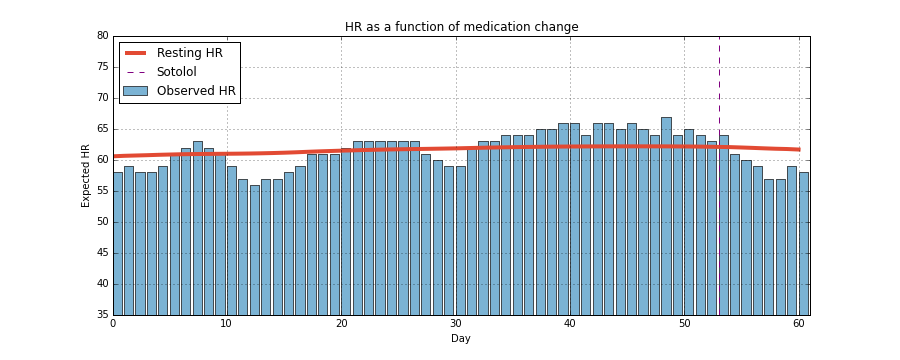 HR as a function of medication change
Resting HR
Sotolol
Observed HR
Expected HR
80
75
70
65
60
55
50
45
40
35
0 10 20 30 40 50 60
Day